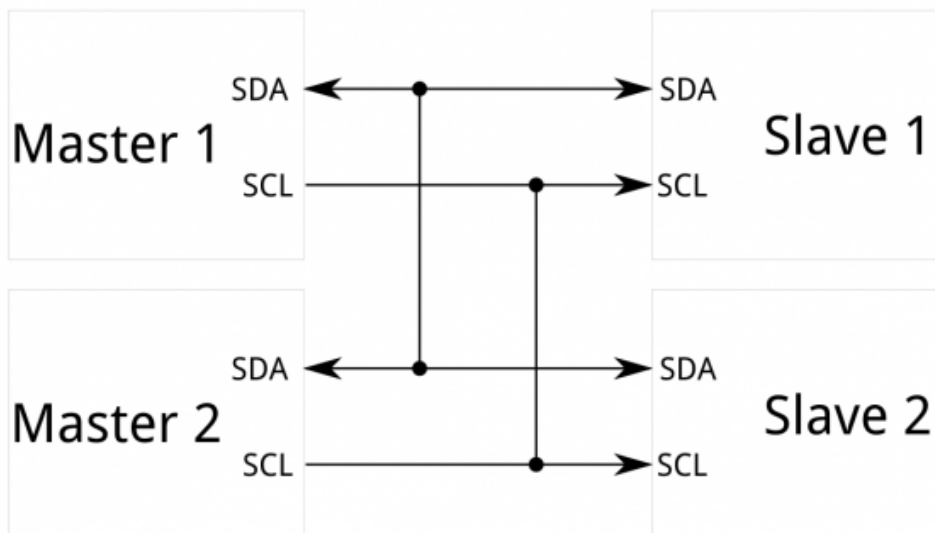 SDA
Master 1
SCL
SDA
Slave 1
SCL
SDA
Master 2
SCL
SDA
Slave 2
SCL